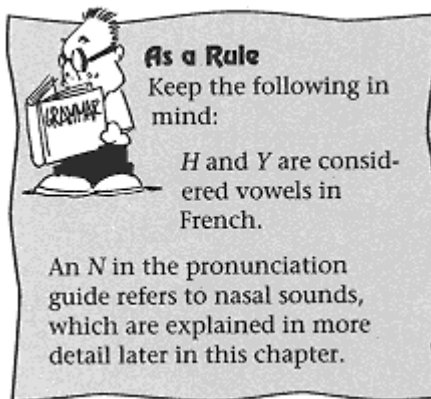 As a Rule
Keep the following in
mind:
H and Y are consid-
ered vowels in
French.
GRAMMAR
An N in the pronunciation
guide refers to nasal sounds,
which are explained in more
detail later in this chapter.